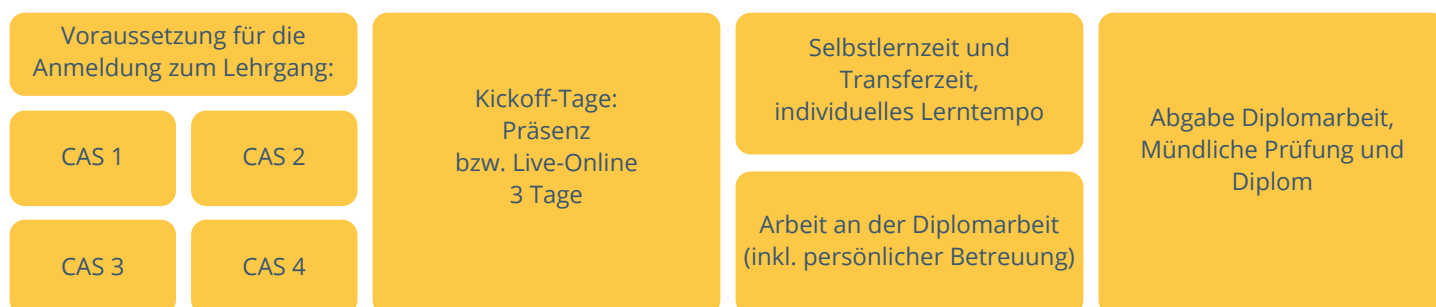 Voraussetzung für die
Anmeldung zum Lehrgang:
CAS 1
CAS 2
CAS 3
CAS 4
Kickoff-Tage:
Präsenz
bzw. Live-Online
3 Tage
Selbstlernzeit und
Transferzeit,
individuelles Lerntempo
Arbeit an der Diplomarbeit
(inkl. persönlicher Betreuung)
Abgabe Diplomarbeit,
Mündliche Prüfung und
Diplom